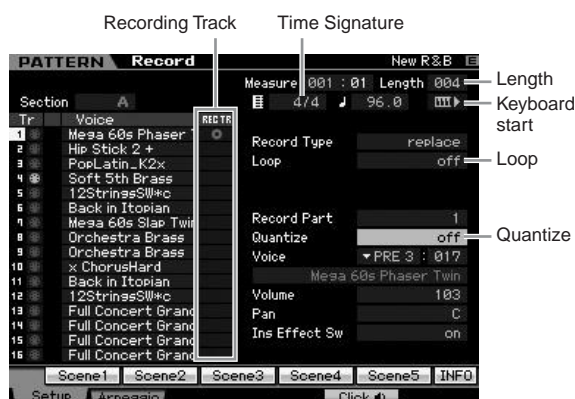 Recording Track Time Signature
PATTERN Record New R&B E
Measure 001 : 01 Length 004 Length
Section A 4/4 96.0 Keyboard start
Tr Voice REC TR
1 Mega 60s Phaser T
2 Hip Stick 2 + Record Type replace
3 PopLatin_K2x Loop off Loop
4 Soft 5th Brass
5 12StringsSW*c
6 Back in Itopian Record Part 1
7 Mega 60s Slap Twin Quantize off Quantize
8 Orchestra Brass Voice PRE 3 : 017
9 Orchestra Brass
10 x ChorusHard Mega 60s Phaser Twin
11 Back in Itopian Volume 103
12 12StringsSW*c Pan C
13 Full Concert Grand Ins Effect Sw on
14 Full Concert Grand
15 Full Concert Grand
16 Full Concert Grand
Scene1 Scene2 Scene3 Scene4 Scene5 INFO
Setup Arpeggio Click